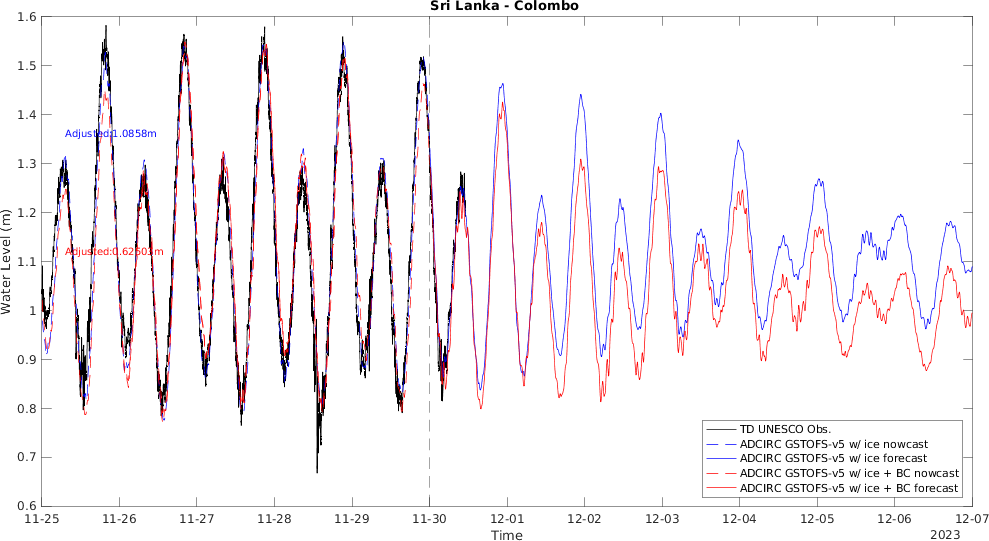 Sri Lanka - Colombo
1.6
1.5
1.4
1.3
1.2
1.1
1
0.9
0.8
0.7
0.6
Water Level (m)
Adjusted:1.0858m
Adjusted:0.62603m
TD UNESCO Obs.
ADCIRC GSTOFS-v5 w/ ice nowcast
ADCIRC GSTOFS-v5 w/ ice forecast
ADCIRC GSTOFS-v5 w/ ice + BC nowcast
ADCIRC GSTOFS-v5 w/ ice + BC forecast
11-25 11-26 11-27 11-28 11-29 11-30 12-01 12-02 12-03 12-04 12-05 12-06 12-07
Time
2023